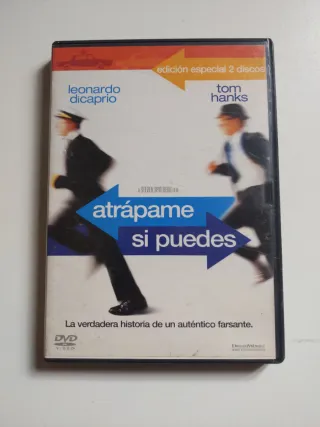 edición especial 2 discos
leonardo dicaprio
tom hanks
atrápame
si puedes
La verdadera historia de un auténtico farsante.
DVD